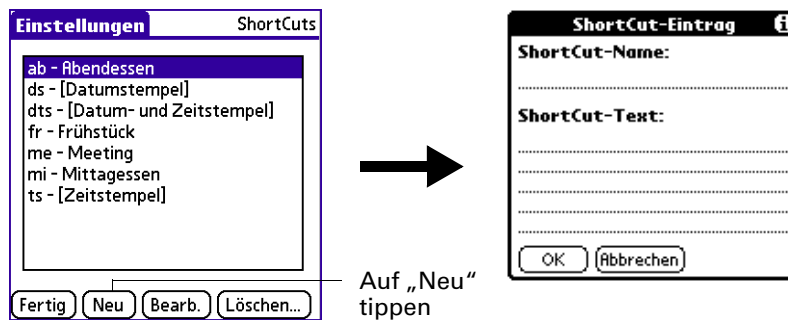 Einstellungen ShortCuts
ab - Abendessen
ds - [Datumstempel]
dts - [Datum- und Zeitstempel]
fr - Frühstück
me - Meeting
mi - Mittagessen
ts - [Zeitstempel]
Fertig Neu Bearb. Löschen...
Auf „Neu“
tippen
ShortCut-Eintrag i
ShortCut-Name:
ShortCut-Text:
OK Abbrechen